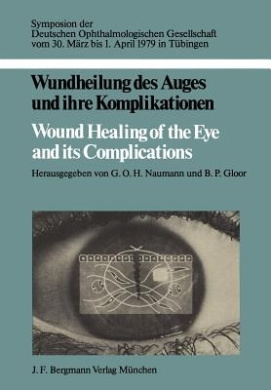 Symposion der
Deutschen Ophthalmologischen Gesellschaft
vom 30. März bis 1. April 1979 in Tübingen
Wundheilung des Auges
und ihre Komplikationen
Wound Healing of the Eye
and its Complications
Herausgegeben von G. O. H. Naumann und B. P. Gloor
J. F. Bergmann Verlag München